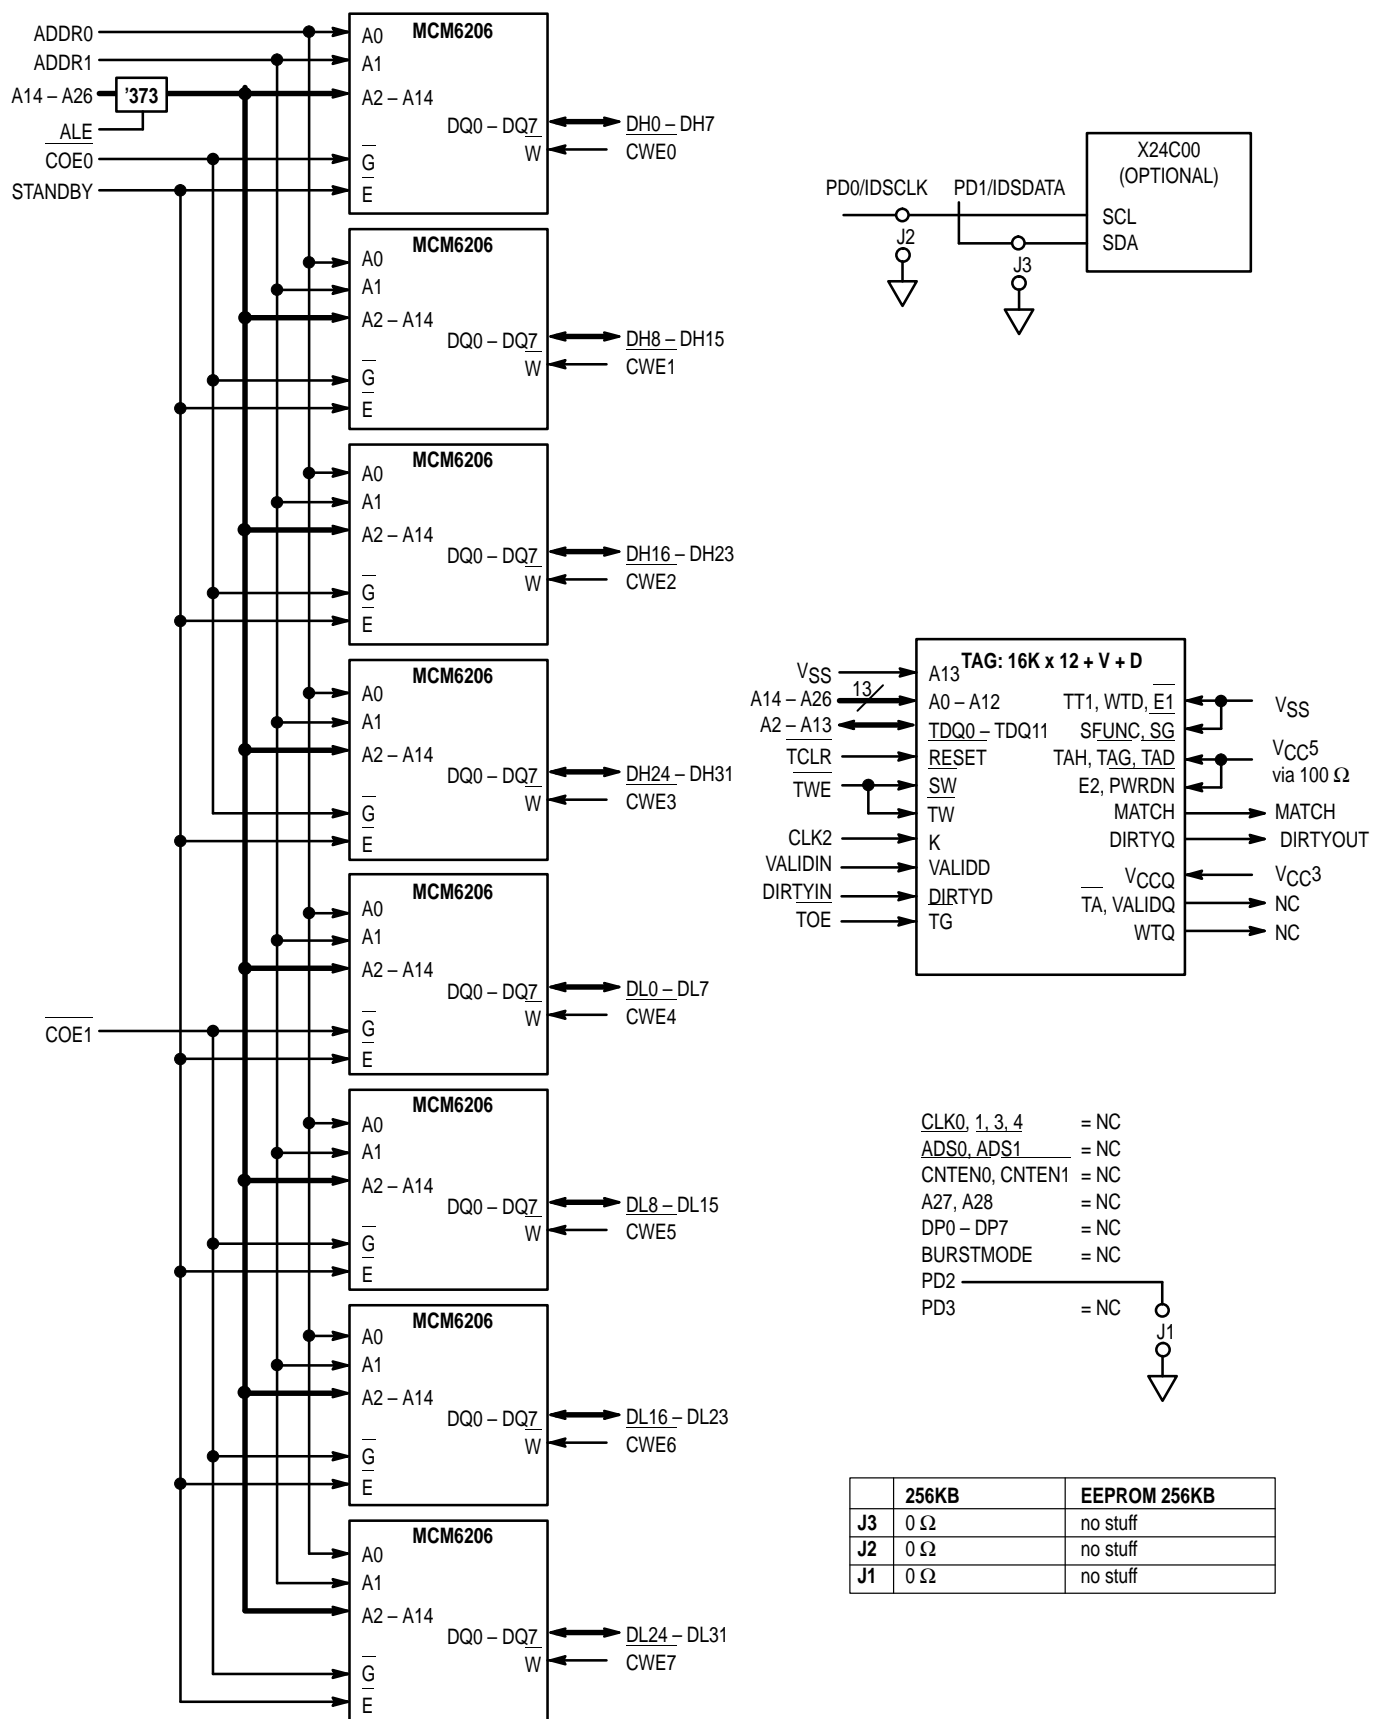 ADDR0
ADDR1
A14 – A26
'373
ALE
COE0
STANDBY
MCM6206
A0
A1
A2 – A14
DQ0 – DQ7
W
G
E
DH0 – DH7
CWE0
MCM6206
A0
A1
A2 – A14
DQ0 – DQ7
W
G
E
DH8 – DH15
CWE1
MCM6206
A0
A1
A2 – A14
DQ0 – DQ7
W
G
E
DH16 – DH23
CWE2
MCM6206
A0
A1
A2 – A14
DQ0 – DQ7
W
G
E
DH24 – DH31
CWE3
MCM6206
A0
A1
A2 – A14
DQ0 – DQ7
W
G
E
DL0 – DL7
CWE4
COE1
MCM6206
A0
A1
A2 – A14
DQ0 – DQ7
W
G
E
DL8 – DL15
CWE5
MCM6206
A0
A1
A2 – A14
DQ0 – DQ7
W
G
E
DL16 – DL23
CWE6
MCM6206
A0
A1
A2 – A14
DQ0 – DQ7
W
G
E
DL24 – DL31
CWE7
X24C00
(OPTIONAL)
PD0/IDSCLK PD1/IDSDATA
SCL
SDA
J2
J3
TAG: 16K x 12 + V + D
VSS
A14 – A26
13
A2 – A13
TCLR
TWE
CLK2
VALIDIN
DIRTYIN
TOE
A13
A0 – A12
TDQ0 – TDQ11
RESET
SW
TW
K
VALIDD
DIRTYD
TG
TT1, WTD, E1
SFUNC, SG
TAH, TAG, TAD
E2, PWRDN
MATCH
DIRTYQ
VCCQ
TA, VALIDQ
WTQ
VSS
VCC5
via 100 Ω
MATCH
DIRTYOUT
VCC3
NC
NC
CLK0, 1, 3, 4 = NC
ADS0, ADS1 = NC
CNTEN0, CNTEN1 = NC
A27, A28 = NC
DP0 – DP7 = NC
BURSTMODE = NC
PD2
PD3 = NC
J1
256KB EEPROM 256KB
J3 0 Ω no stuff
J2 0 Ω no stuff
J1 0 Ω no stuff